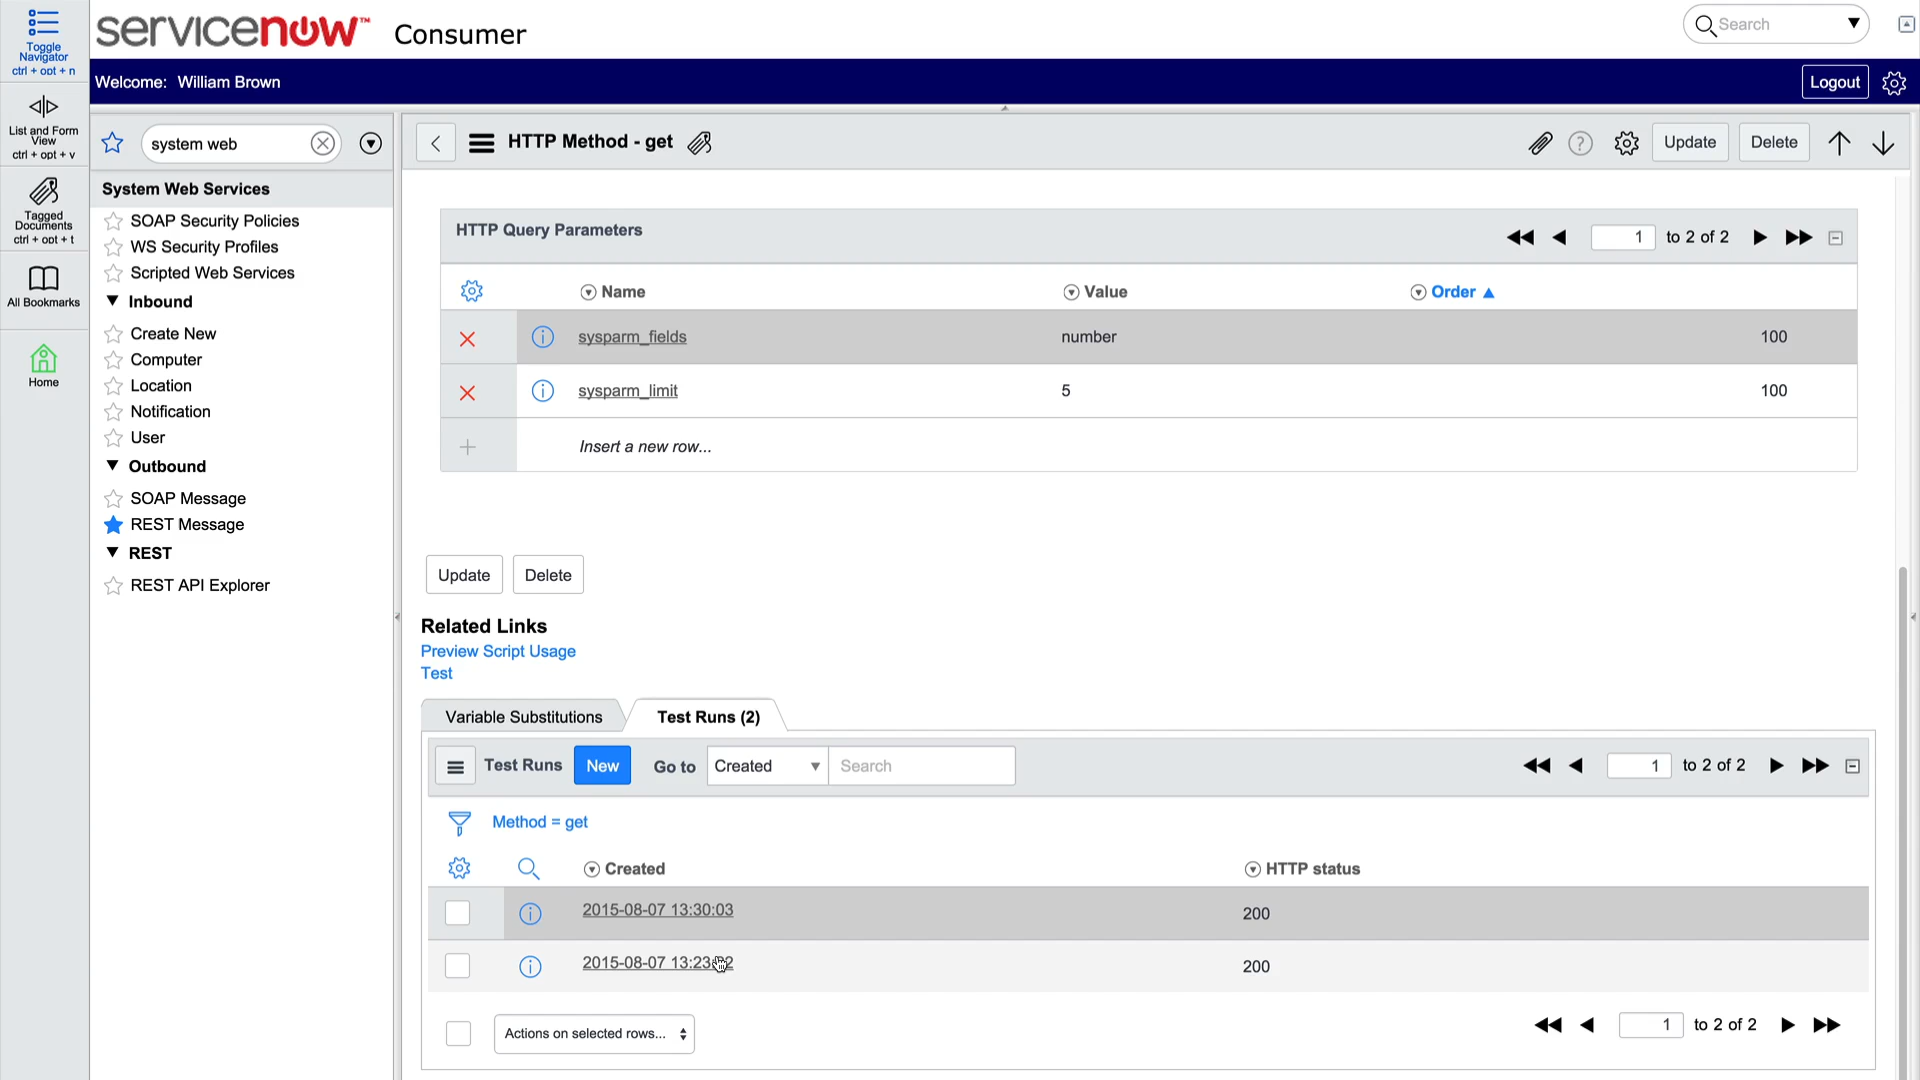 servicenow™ Consumer
Search
Toggle
Navigator
ctrl + opt + n
List and Form
View
ctrl + opt + v
Tagged
Documents
ctrl + opt + t
All Bookmarks
Home
Welcome: William Brown
Logout
system web
System Web Services
SOAP Security Policies
WS Security Profiles
Scripted Web Services
Inbound
Create New
Computer
Location
Notification
User
Outbound
SOAP Message
REST Message
REST
REST API Explorer
HTTP Method - get
Update Delete
HTTP Query Parameters
1 to 2 of 2
Name Value Order
sysparm_fields number 100
sysparm_limit 5 100
Insert a new row...
Update Delete
Related Links
Preview Script Usage
Test
Variable Substitutions Test Runs (2)
Test Runs New Go to Created Search 1 to 2 of 2
Method = get
Created HTTP status
2015-08-07 13:30:03 200
2015-08-07 200
Actions on selected rows... 1 to 2 of 2